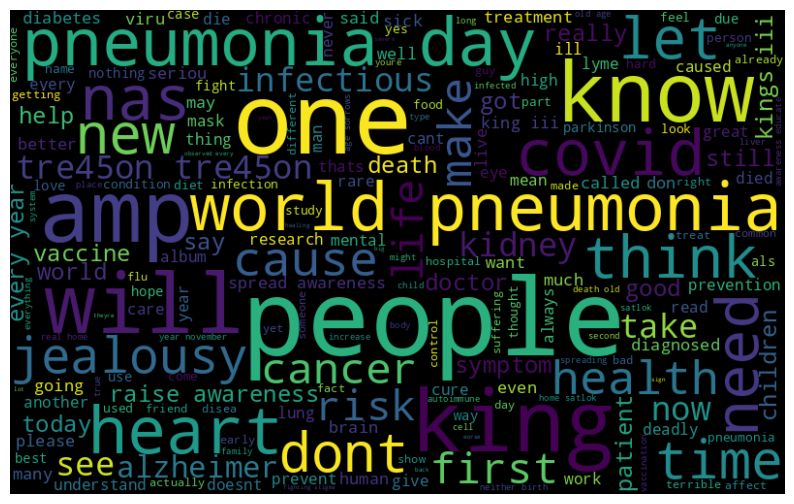 everyone diabetes viru case die chronic said sick treatment yes old age feel due
pneumonia day let
never well really ill person
name nothing seriou infectious lyme caused already
every fight high hard
getting may kings iii
nas one know
help mask food got part
new man cant king iii parkinson look great
better thing different make covid still
tre45on tre45on thats death live eye mean died
love place condition diet infection rare called don right
amp world pneumonia
study life
say research mental kidney think
every year vaccine cause album flu
world spread awareness doctor want much good prevention als
hope hospital treat common
will people
care year yet child always read
someone suffering thought death old satlok
take need
real home year november body control second diagnosed children
jealousy cancer symptom health
going use true come fact cure even spreading bad
another raise awareness risk autoimmune home satlok
used friend disea lung way day now
today heart king time
please early family brain cell patient deadly pneumonia
best see alzheimer dont first vaccination
many prevent human show work terrible affect
understand actually doesnt give back neither birth